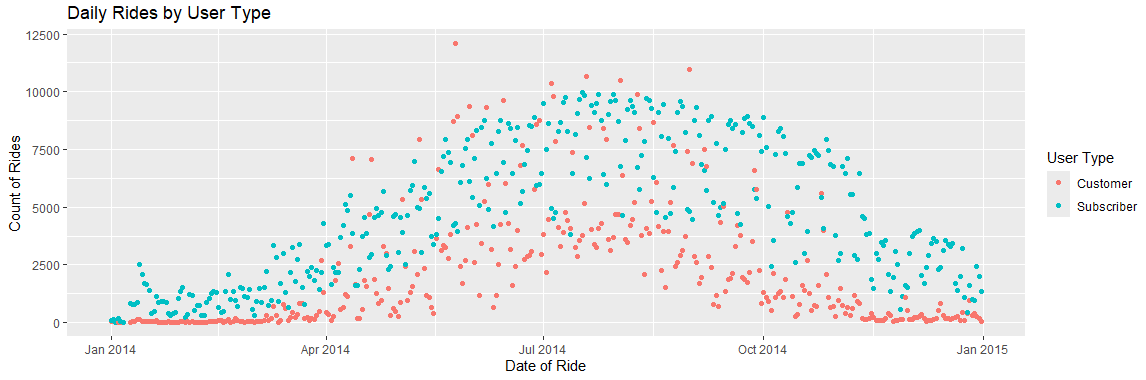 Daily Rides by User Type
12500
10000
7500
5000
2500
0
Count of Rides
Jan 2014
Apr 2014
Jul 2014
Oct 2014
Jan 2015
Date of Ride
User Type
Customer
Subscriber